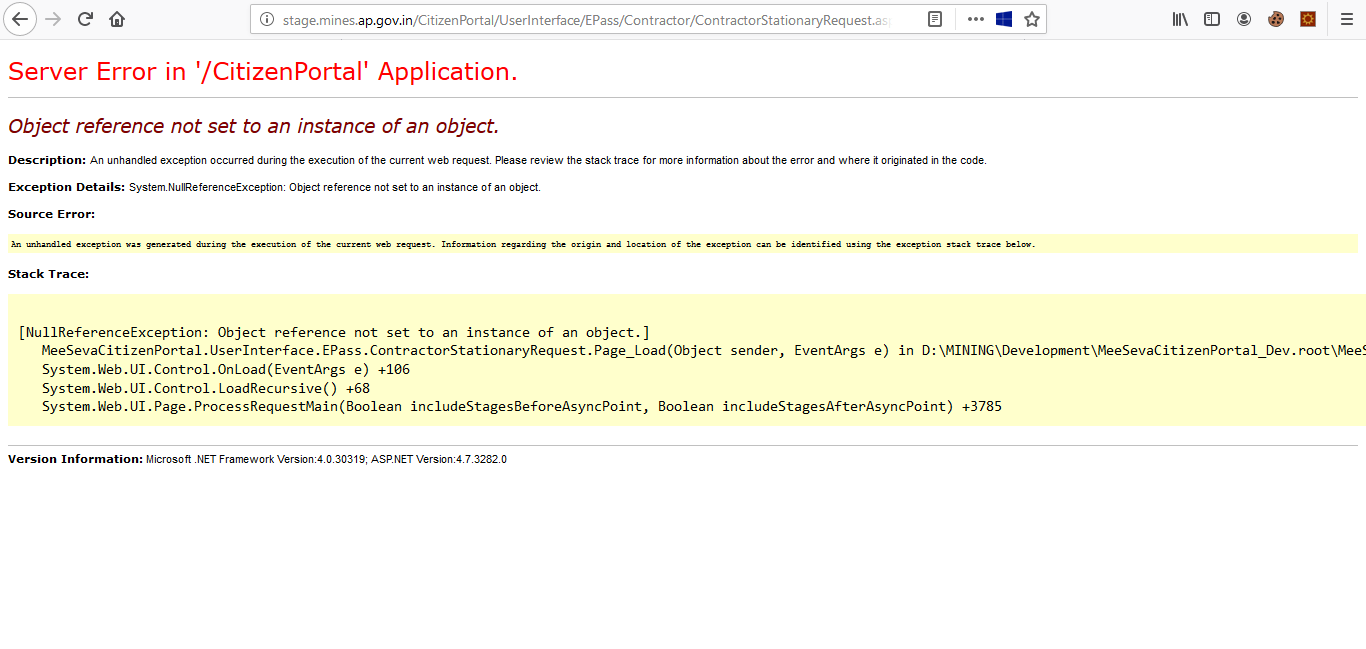 stage.mines.ap.gov.in/CitizenPortal/UserInterface/EPass/Contractor/ContractorStationaryRequest.as
Server Error in '/CitizenPortal' Application.
Object reference not set to an instance of an object.
Description: An unhandled exception occurred during the execution of the current web request. Please review the stack trace for more information about the error and where it originated in the code.
Exception Details: System.NullReferenceException: Object reference not set to an instance of an object.
Source Error:
An unhandled exception was generated during the execution of the current web request. Information regarding the origin and location of the exception can be identified using the exception stack trace below.
Stack Trace:
[NullReferenceException: Object reference not set to an instance of an object.]
MeeSevaCitizenPortal.UserInterface.EPass.ContractorStationaryRequest.Page_Load(Object sender, EventArgs e) in D:\MINING\Development\MeeSevaCitizenPortal_Dev.root\MeeS
System.Web.UI.Control.OnLoad(EventArgs e) +106
System.Web.UI.Control.LoadRecursive() +68
System.Web.UI.Page.ProcessRequestMain(Boolean includeStagesBeforeAsyncPoint, Boolean includeStagesAfterAsyncPoint) +3785
Version Information: Microsoft .NET Framework Version:4.0.30319; ASP.NET Version:4.7.3282.0